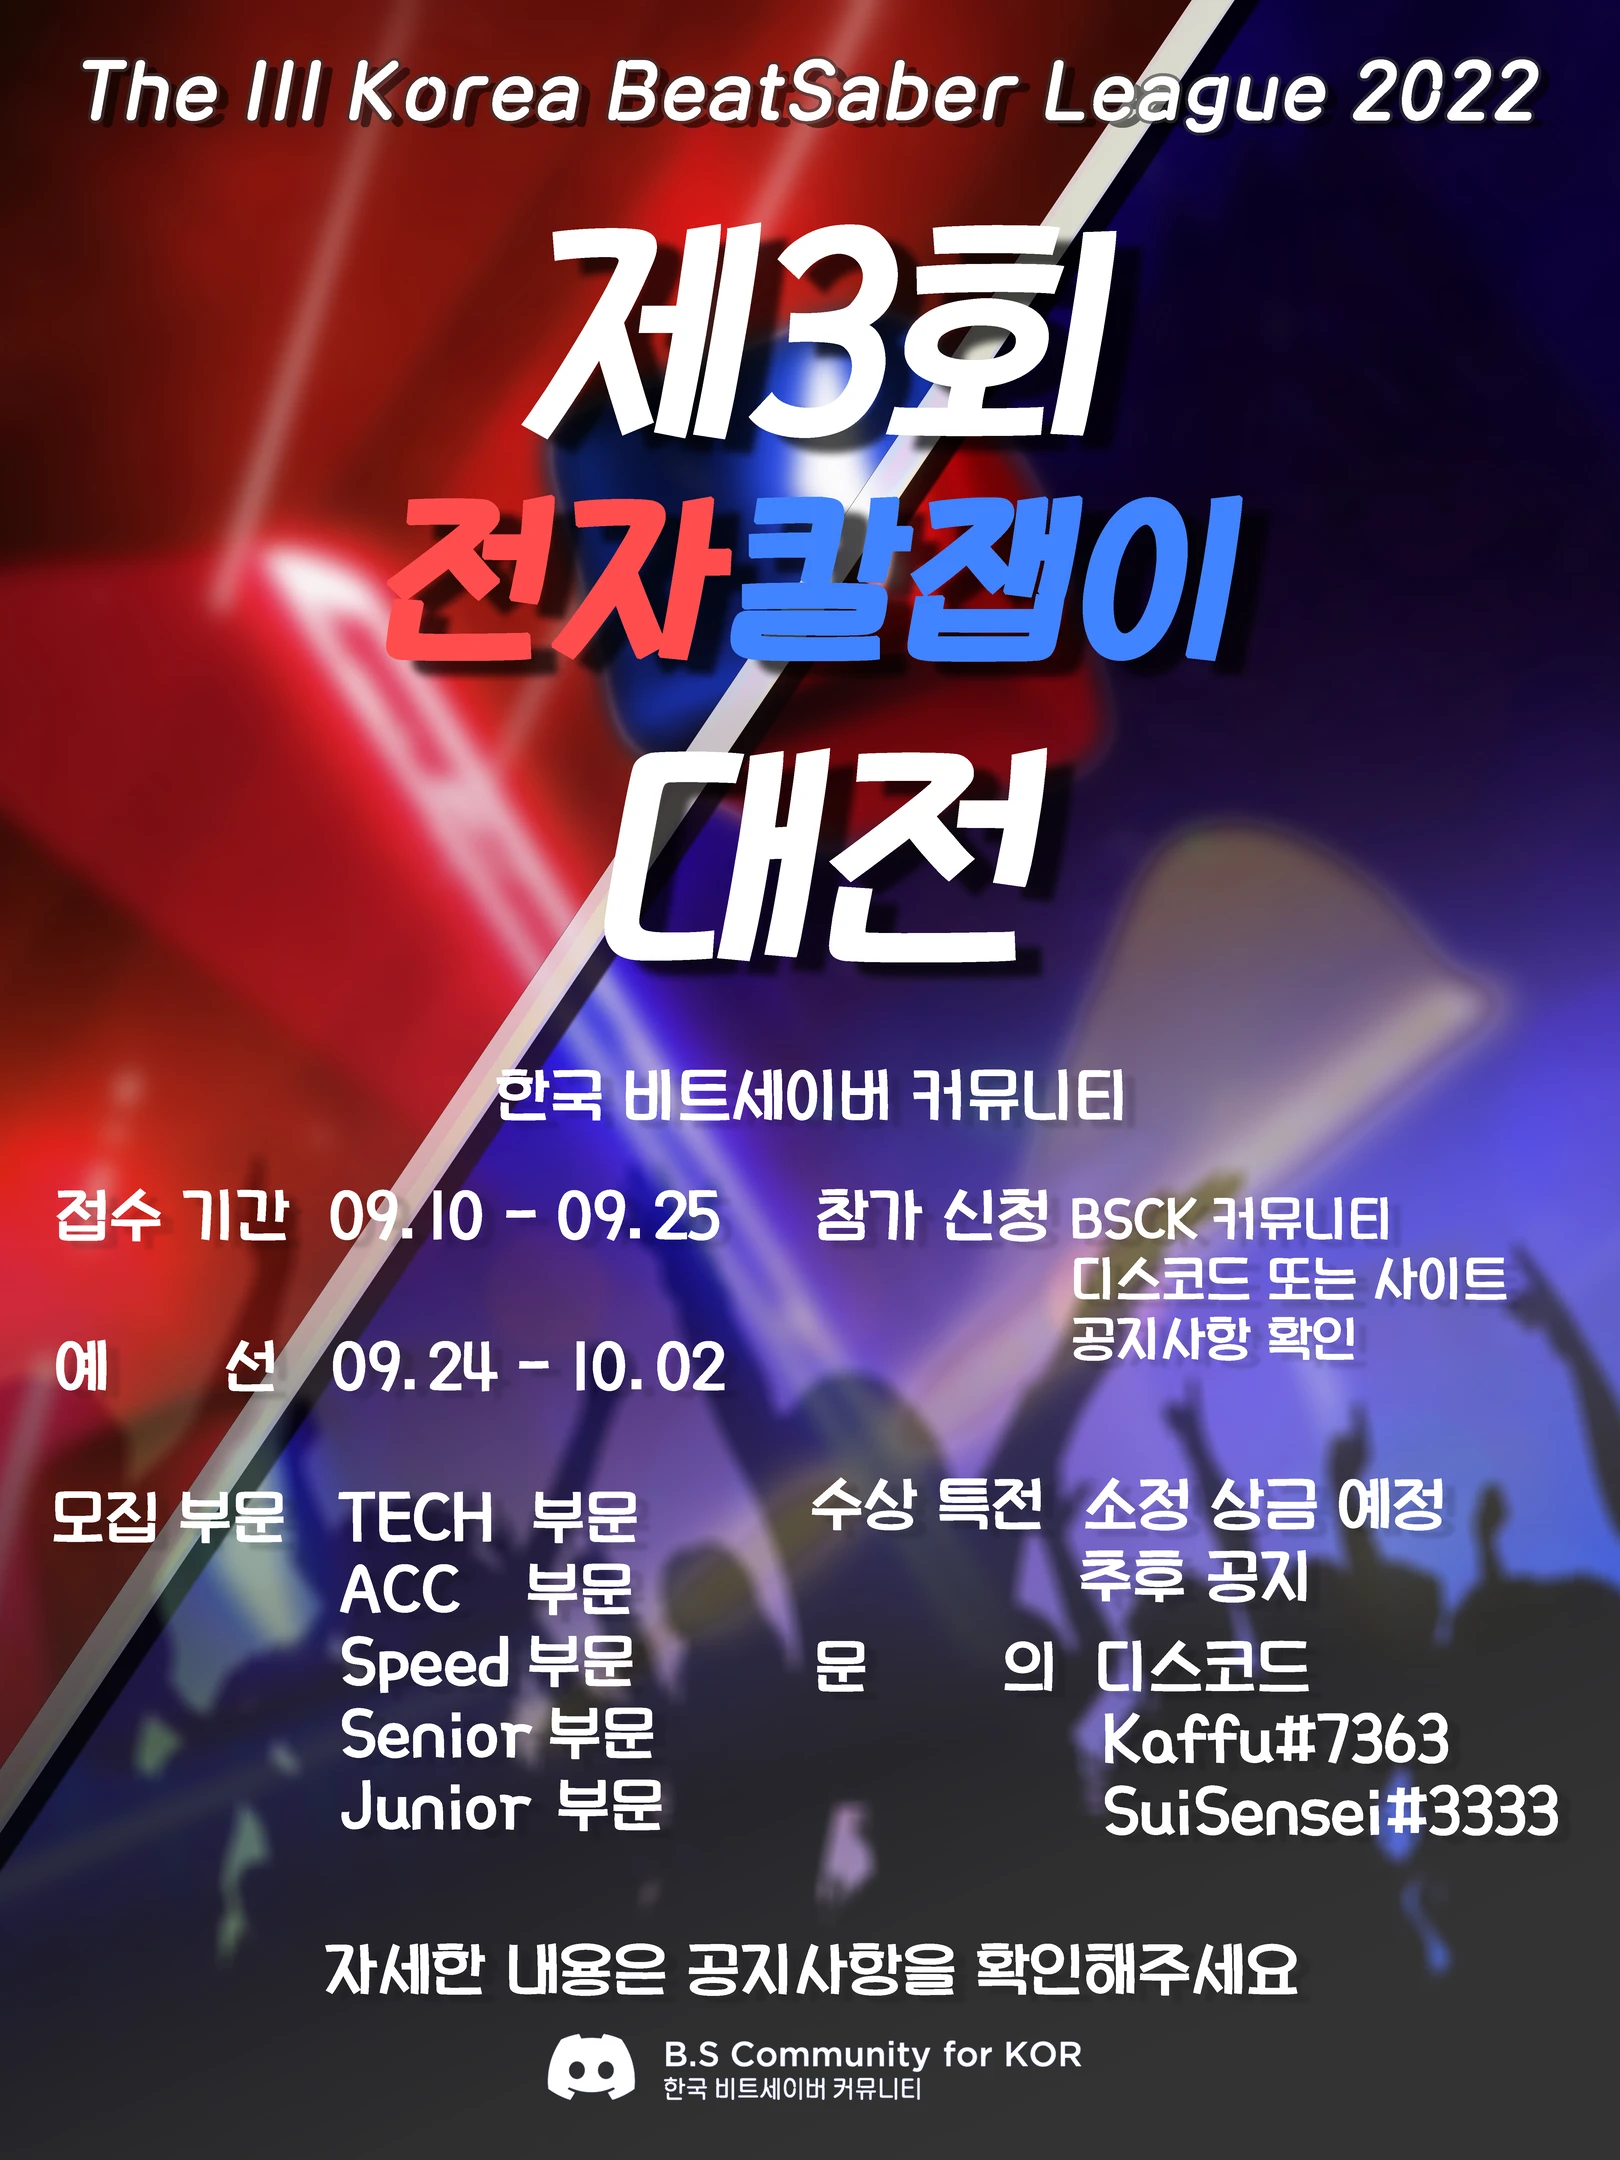 The III Korea BeatSaber League 2022
제3회
전자칼잽이
대전
한국 비트세이버 커뮤니티
접수 기간 09.10 - 09.25
예 선 09.24 - 10.02
모집 부문 TECH 부문
ACC 부문
Speed 부문
Senior 부문
Junior 부문
참가 신청 BSCK 커뮤니티
디스코드 또는 사이트
공지사항 확인
수상 특전 소정 상금 예정
추후 공지
문 의 디스코드
Kaffu#7363
SuiSensei#3333
자세한 내용은 공지사항을 확인해주세요
B.S Community for KOR
한국 비트세이버 커뮤니티